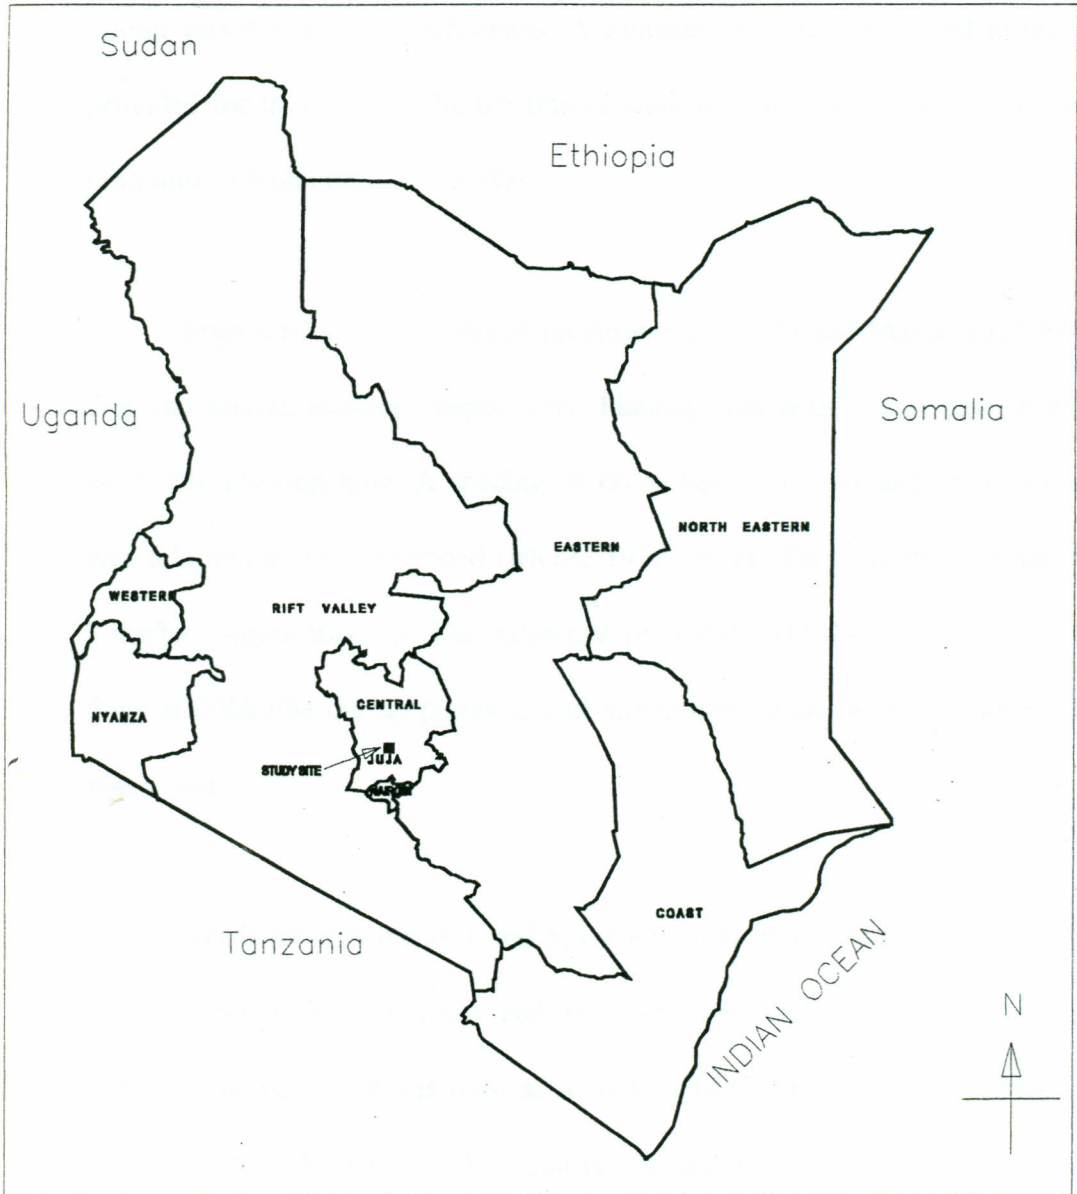 Sudan
Ethiopia
Uganda
Somalia
NORTH EASTERN
EASTERN
WESTERN
RIFT VALLEY
CENTRAL
NYANZA
JUJA
STUDY SITE
NAIROBI
COAST
Tanzania
INDIAN OCEAN
N